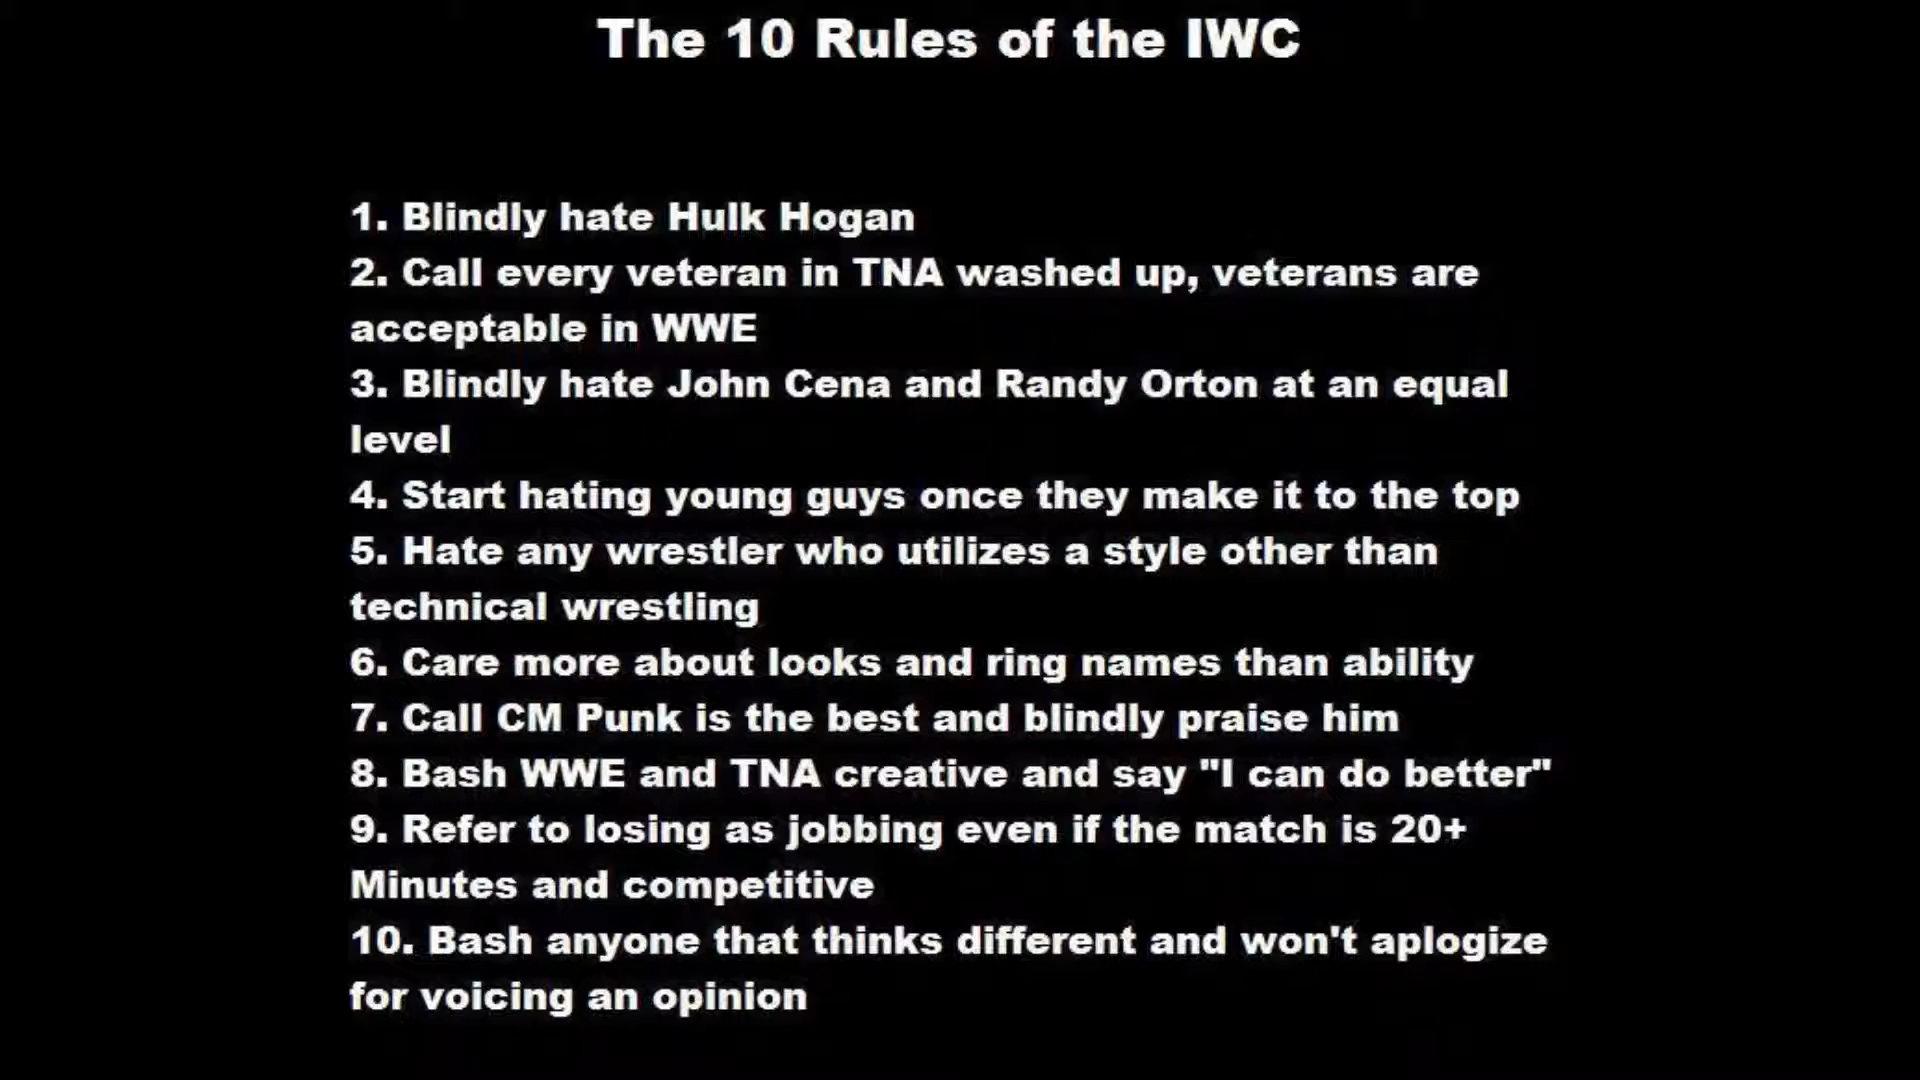 The 10 Rules of the IWC
1. Blindly hate Hulk Hogan
2. Call every veteran in TNA washed up, veterans are
acceptable in WWE
3. Blindly hate John Cena and Randy Orton at an equal
level
4. Start hating young guys once they make it to the top
5. Hate any wrestler who utilizes a style other than
technical wrestling
6. Care more about looks and ring names than ability
7. Call CM Punk is the best and blindly praise him
8. Bash WWE and TNA creative and say "I can do better"
9. Refer to losing as jobbing even if the match is 20+
Minutes and competitive
10. Bash anyone that thinks different and won't aplogize
for voicing an opinion